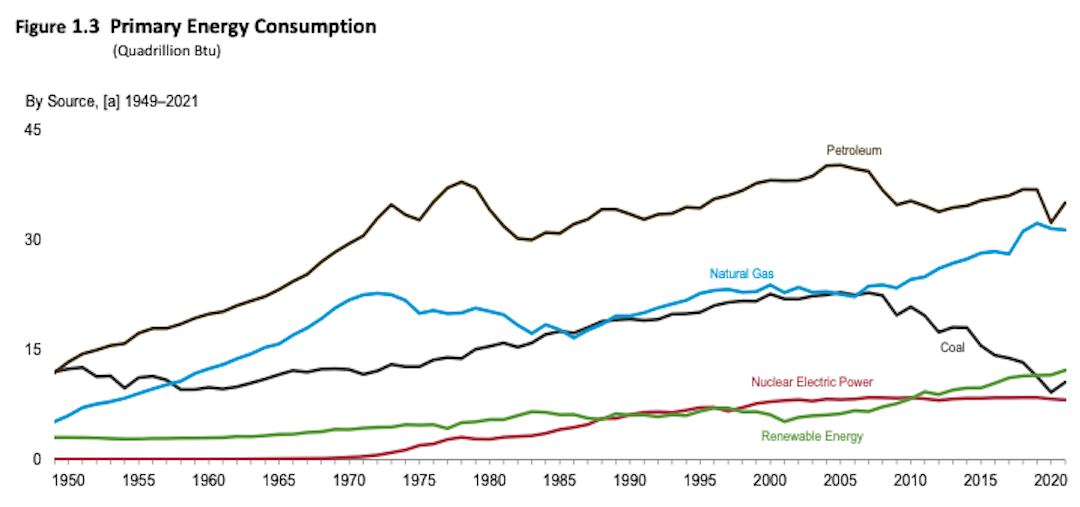 Figure 1.3 Primary Energy Consumption
(Quadrillion Btu)
By Source, [a] 1949–2021
45
Petroleum
30
Natural Gas
15
Coal
Nuclear Electric Power
Renewable Energy
0
1950 1955 1960 1965 1970 1975 1980 1985 1990 1995 2000 2005 2010 2015 2020